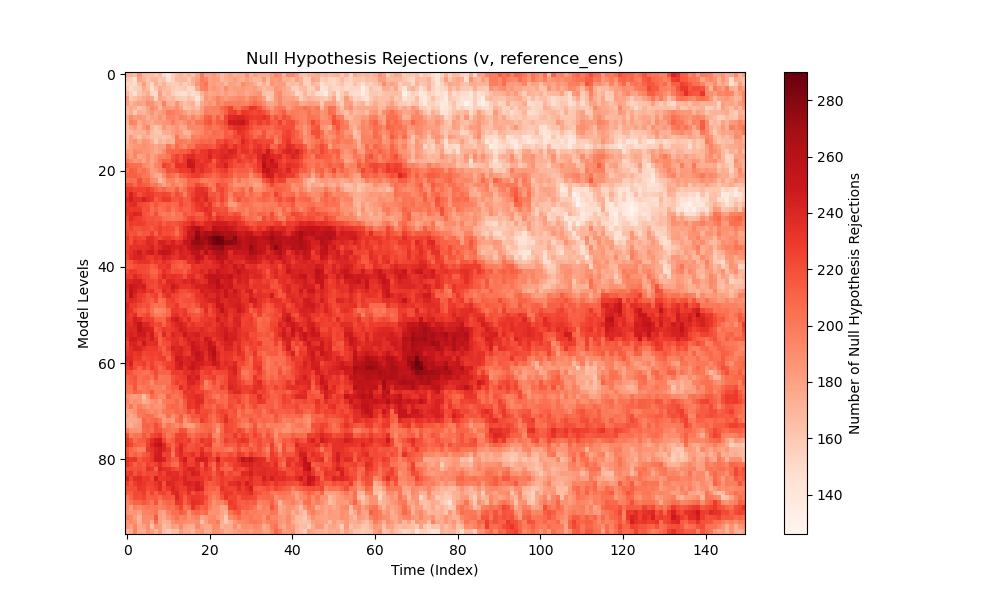 Null Hypothesis Rejections (v, reference_ens)
0
20
40
60
80
Model Levels
0 20 40 60 80 100 120 140
Time (Index)
280
260
240
220
200
180
160
140
Number of Null Hypothesis Rejections